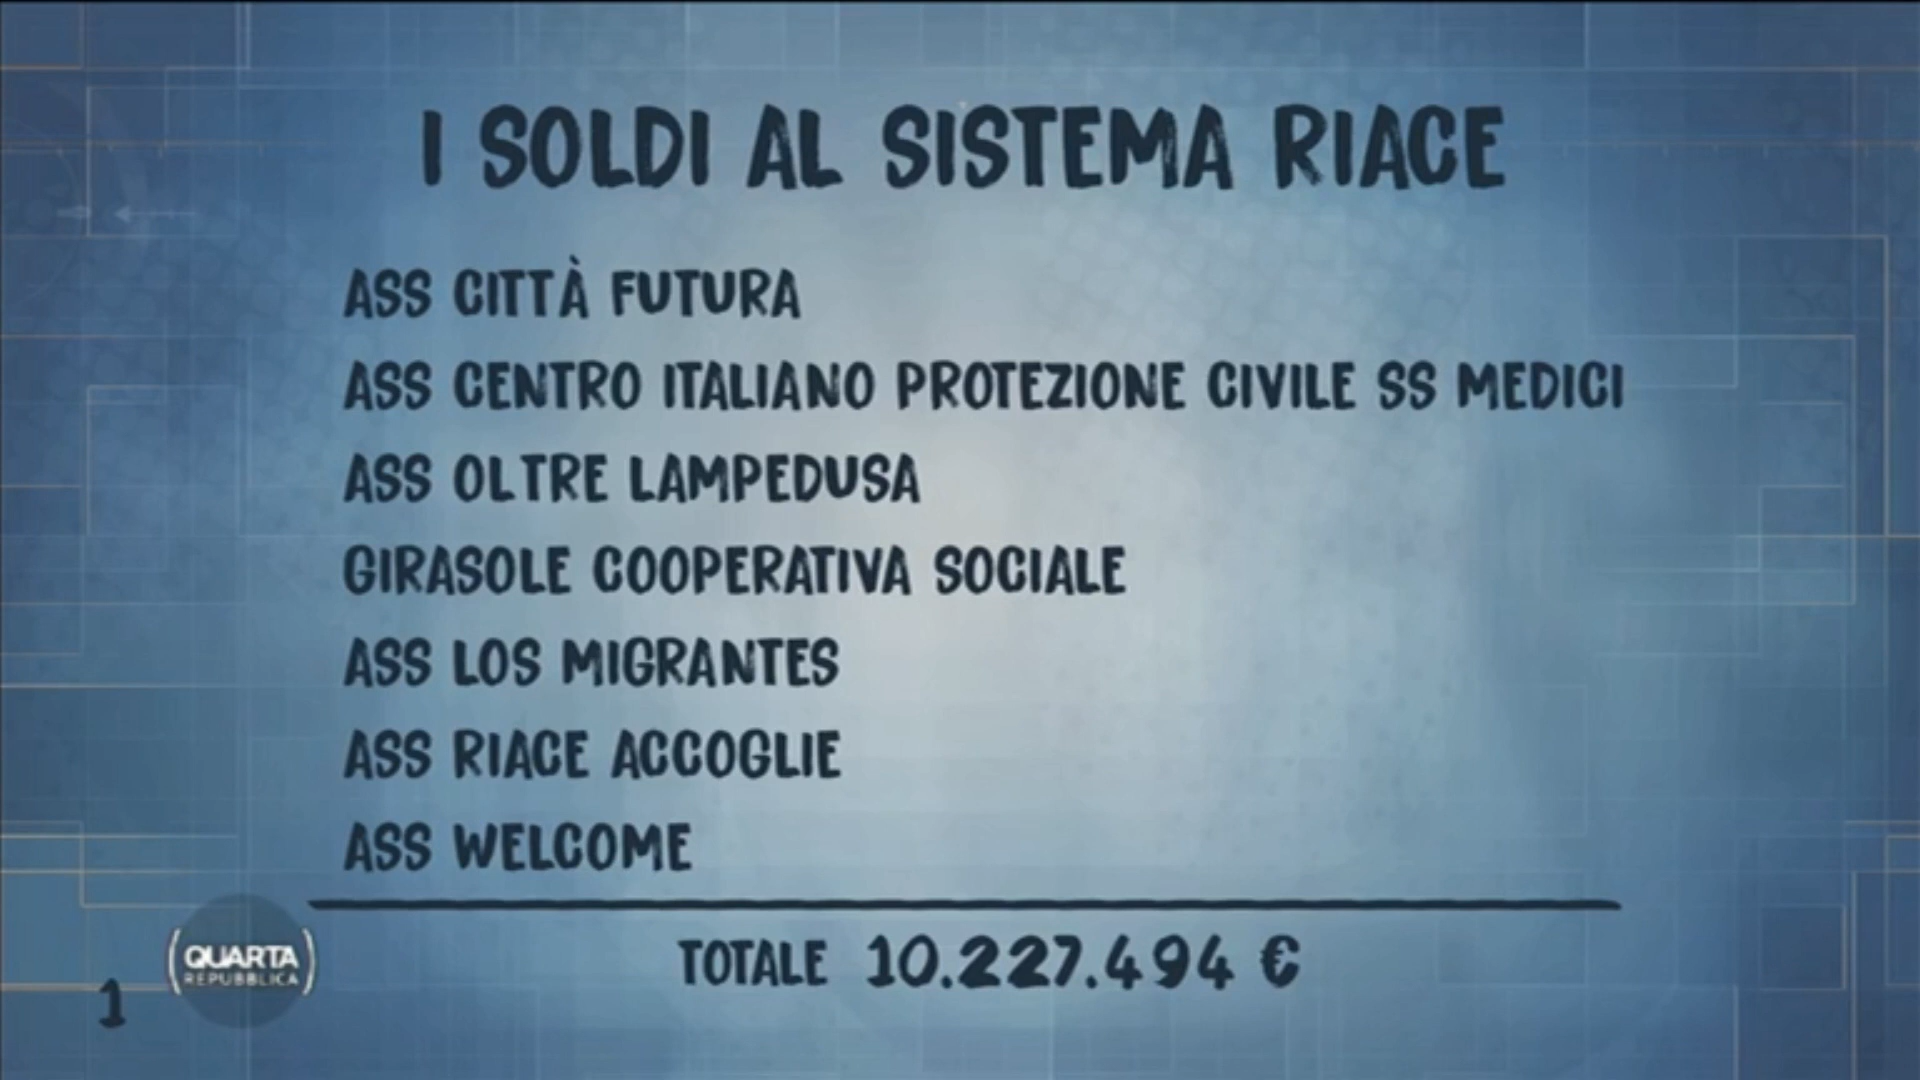 I SOLDI AL SISTEMA RIACE
ASS CITTÀ FUTURA
ASS CENTRO ITALIANO PROTEZIONE CIVILE SS MEDICI
ASS OLTRE LAMPEDUSA
GIRASOLE COOPERATIVA SOCIALE
ASS LOS MIGRANTES
ASS RIACE ACCOGLIE
ASS WELCOME
TOTALE 10.227.494 €
(QUARTA
REPUBBLICA)
1